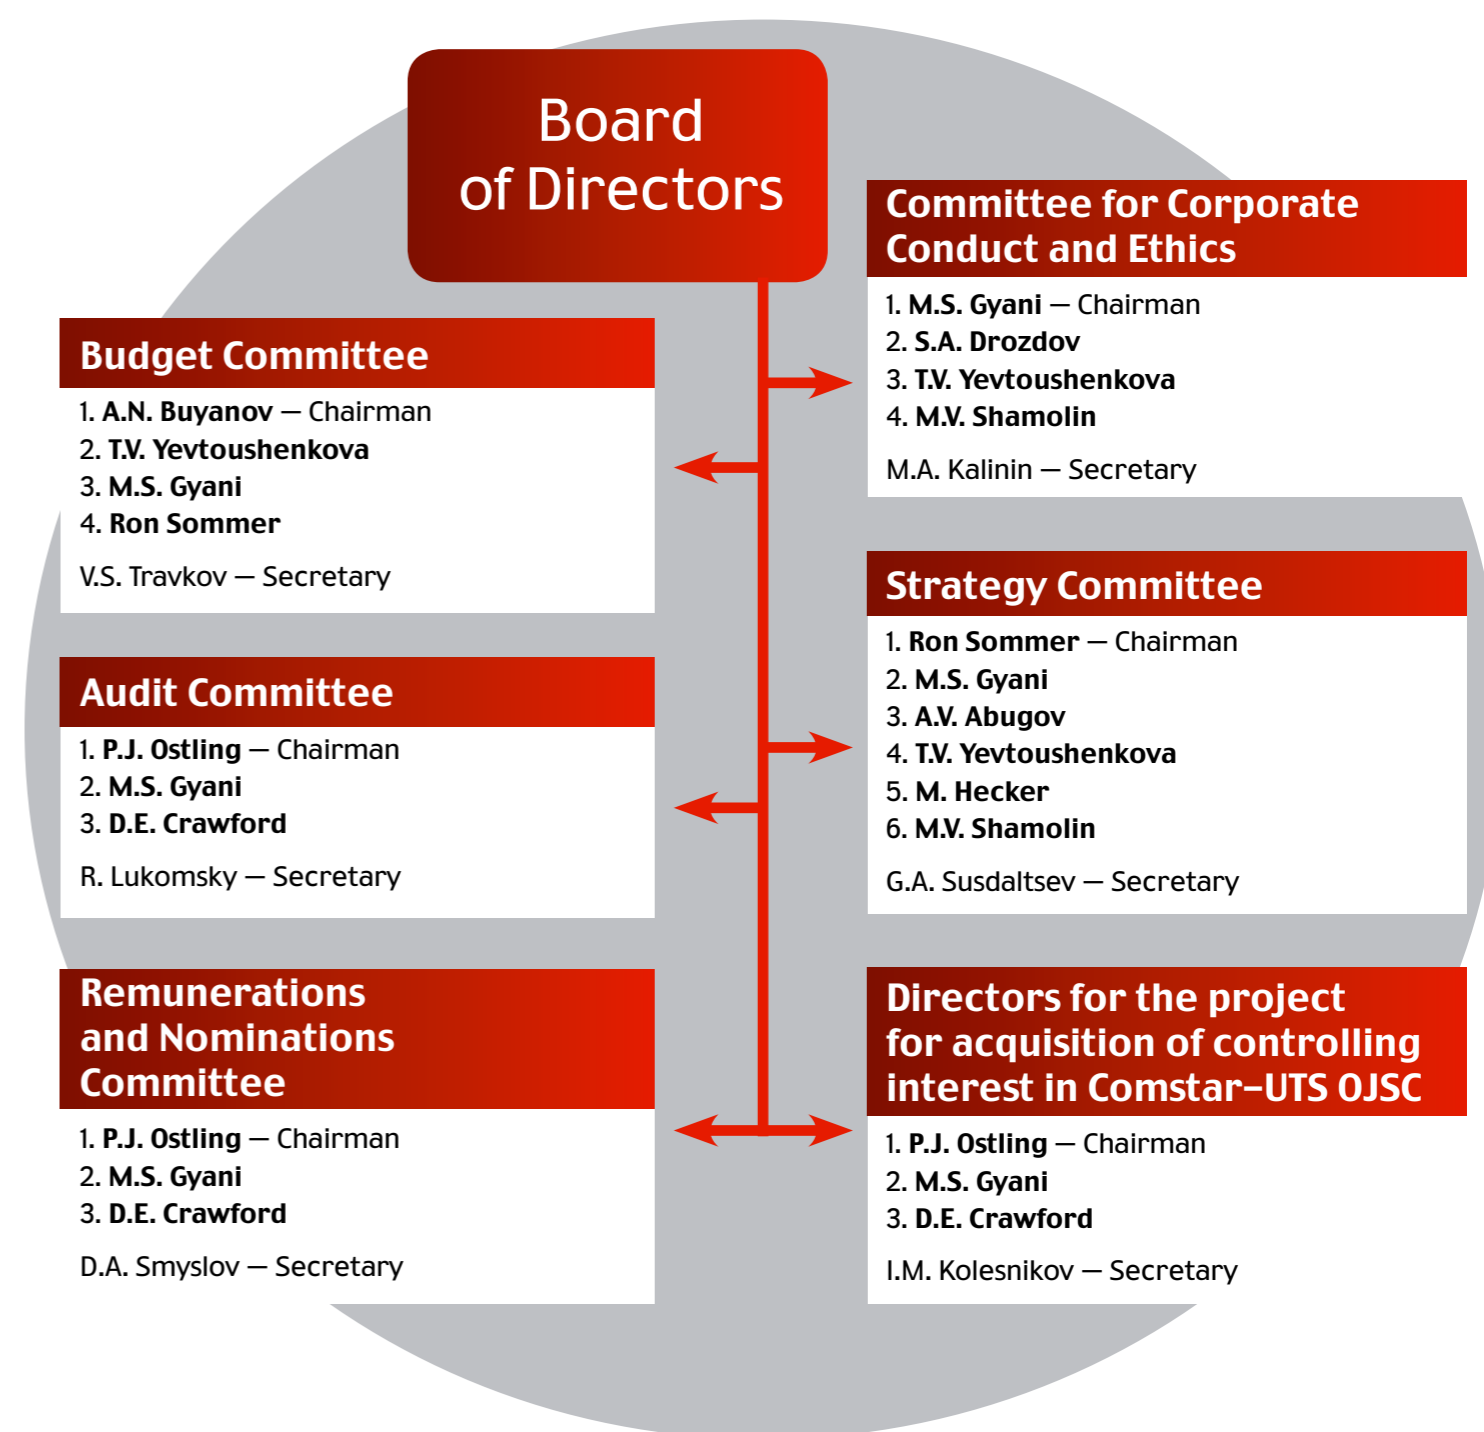 Board
of Directors
Budget Committee
1. A.N. Buyanov — Chairman
2. T.V. Yevtoushenkova
3. M.S. Gyani
4. Ron Sommer
V.S. Travkov — Secretary
Audit Committee
1. P.J. Ostling — Chairman
2. M.S. Gyani
3. D.E. Crawford
R. Lukomsky — Secretary
Remunerations
and Nominations
Committee
1. P.J. Ostling — Chairman
2. M.S. Gyani
3. D.E. Crawford
D.A. Smyslov — Secretary
Committee for Corporate
Conduct and Ethics
1. M.S. Gyani — Chairman
2. S.A. Drozdov
3. T.V. Yevtoushenkova
4. M.V. Shamolin
M.A. Kalinin — Secretary
Strategy Committee
1. Ron Sommer — Chairman
2. M.S. Gyani
3. A.V. Abugov
4. T.V. Yevtoushenkova
5. M. Hecker
6. M.V. Shamolin
G.A. Susdaltsev — Secretary
Directors for the project
for acquisition of controlling
interest in Comstar–UTS OJSC
1. P.J. Ostling — Chairman
2. M.S. Gyani
3. D.E. Crawford
I.M. Kolesnikov — Secretary